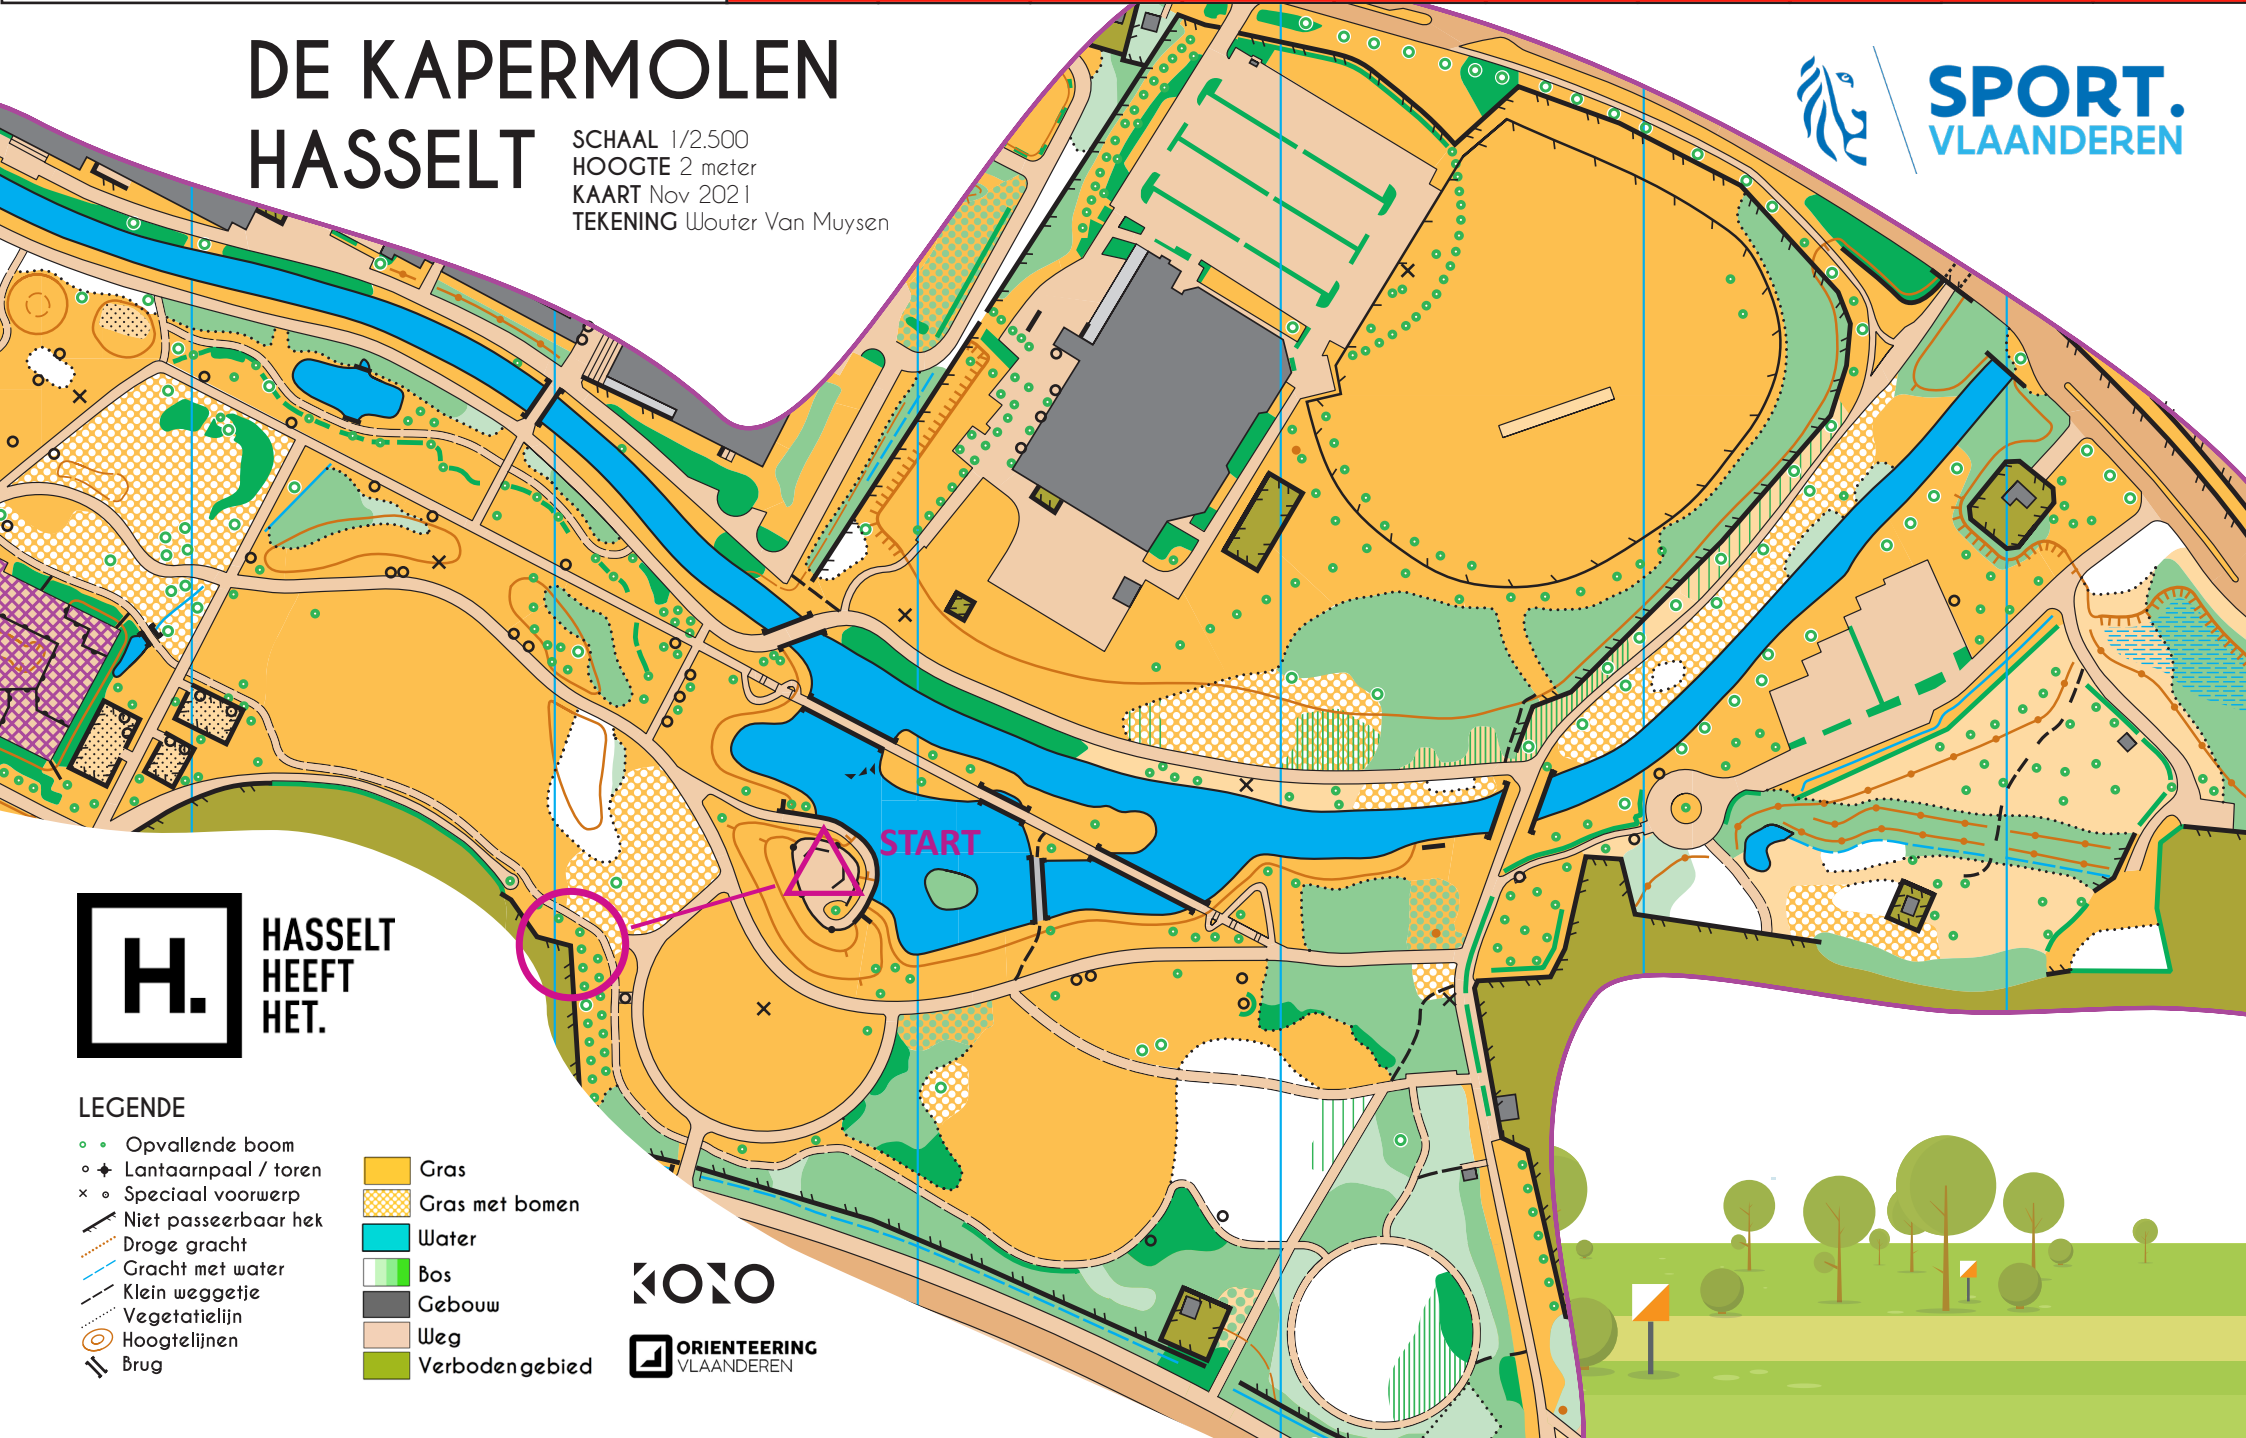 DE KAPERMOLEN
HASSELT
SCHAAL 1/2.500
HOOGTE 2 meter
KAART Nov 2021
TEKENING Wouter Van Muysen
SPORT.
VLAANDEREN
START
H.
HASSELT
HEEFT
HET.
LEGENDE
Opvallende boom
Lantaarnpaal / toren
Speciaal voorwerp
Niet passeerbaar hek
Droge gracht
Gracht met water
Klein weggetje
Vegetatielijn
Hoogtelijnen
Brug
Gras
Gras met bomen
Water
Bos
Gebouw
Weg
Verboden gebied
KONO
ORIENTEERING
VLAANDEREN